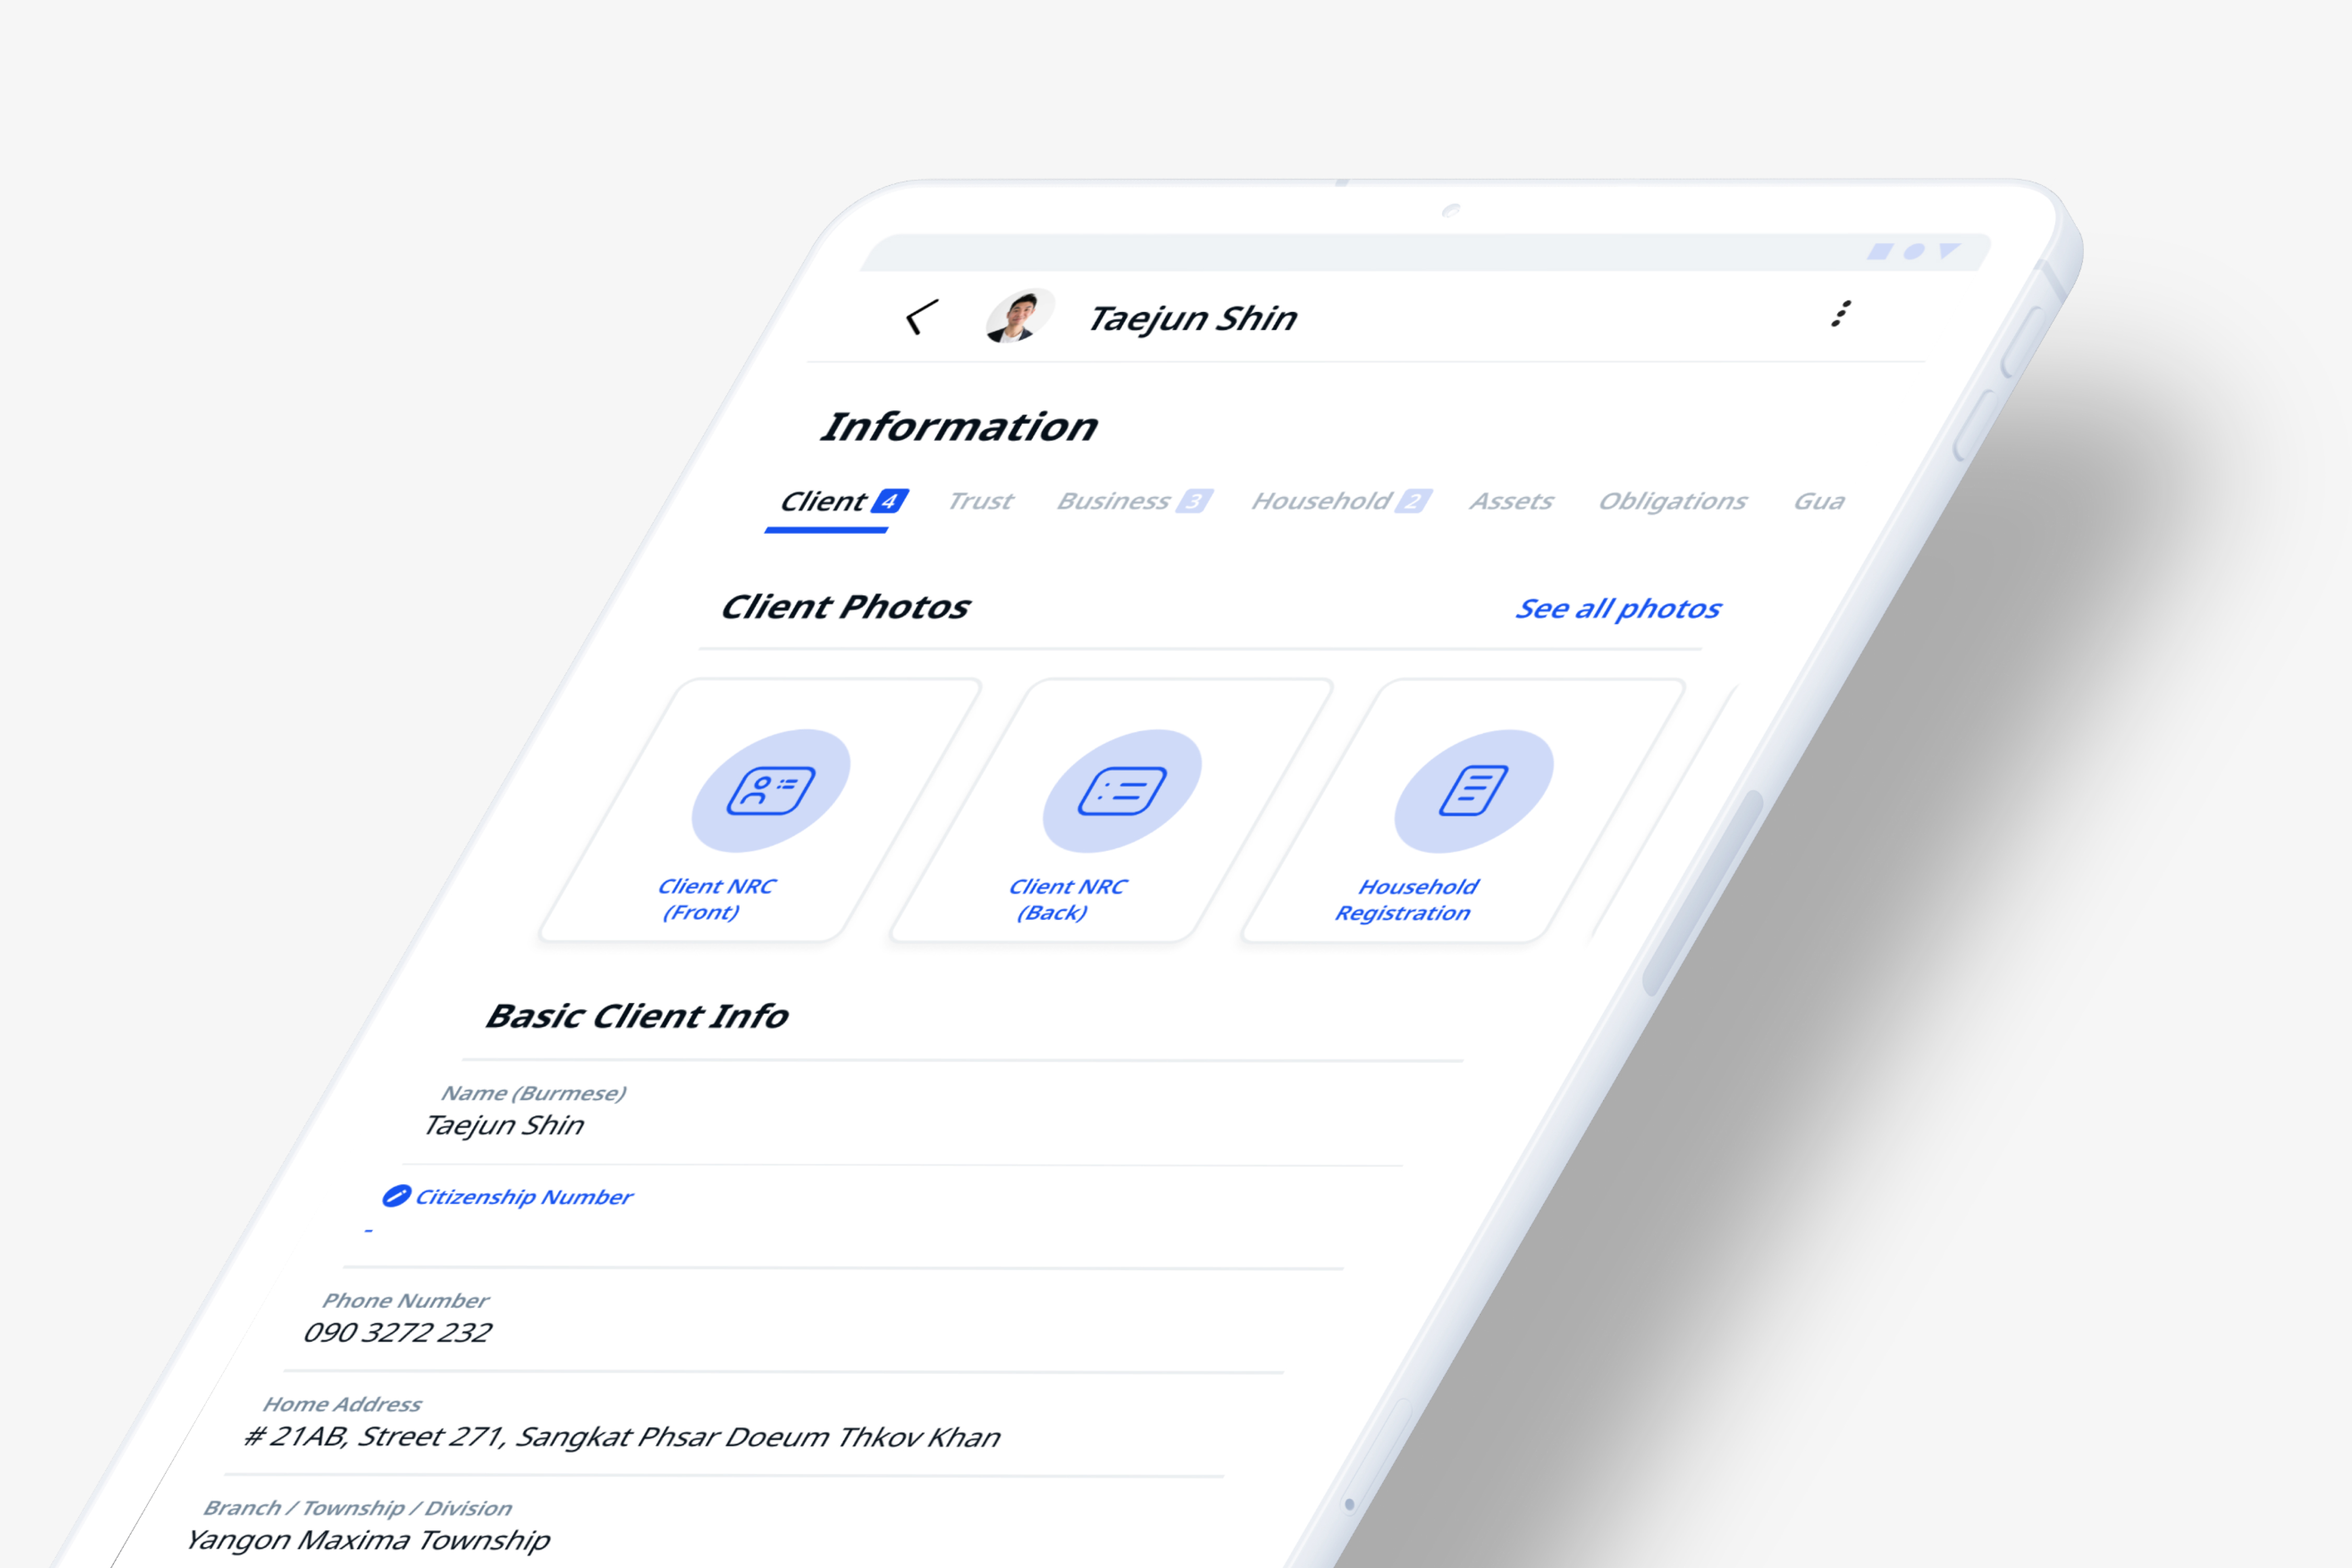 Taejun Shin
Information
Client 4 Trust Business 3 Household 2 Assets Obligations Gua
Client Photos See all photos
Client NRC
(Front)
Client NRC
(Back)
Household
Registration
Basic Client Info
Name (Burmese)
Taejun Shin
Citizenship Number
-
Phone Number
090 3272 232
Home Address
# 21AB, Street 271, Sangkat Phsar Doeum Thkov Khan
Branch / Township / Division
Yangon Maxima Township